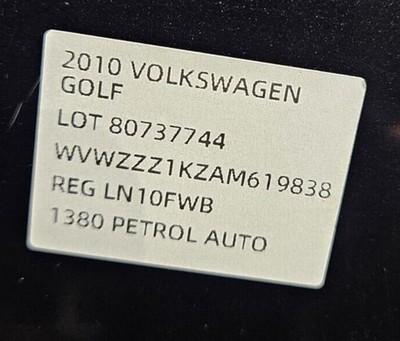 2010 VOLKSWAGEN
GOLF
LOT 80737744
WVWZZZ1KZAM619838
REG LN10FWB
1380 PETROL AUTO